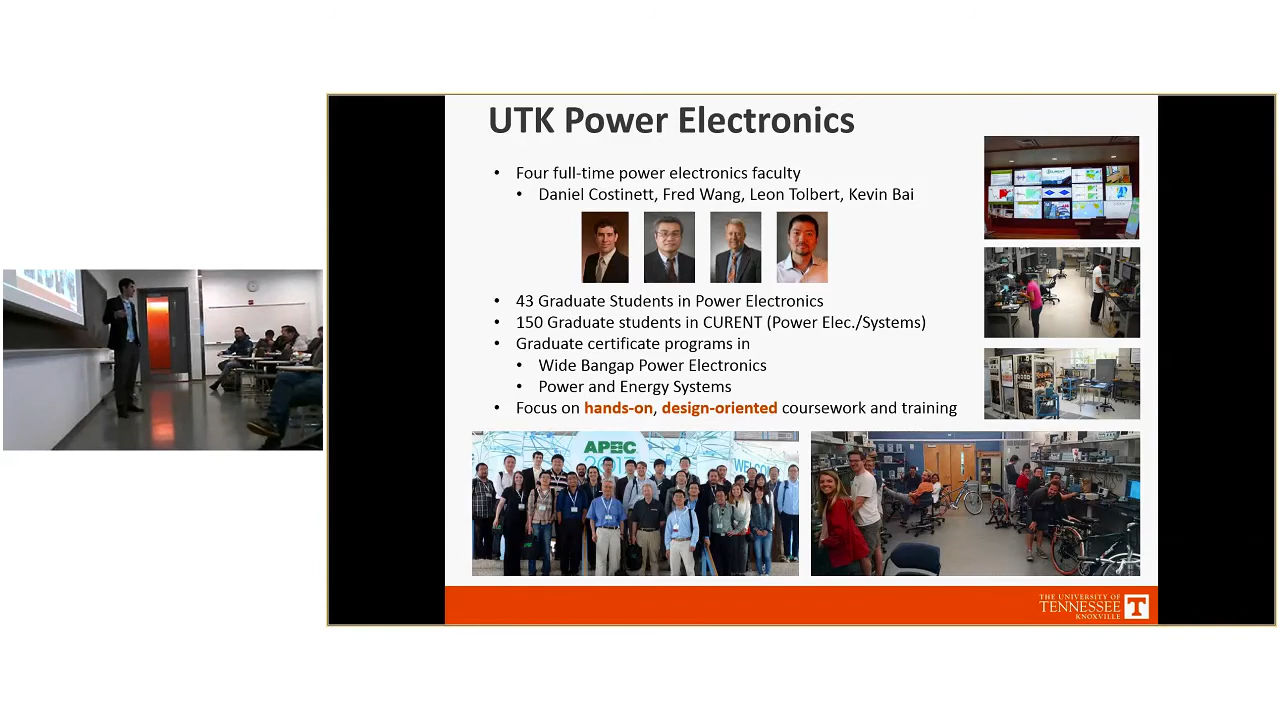 UTK Power Electronics
• Four full-time power electronics faculty
• Daniel Costinett, Fred Wang, Leon Tolbert, Kevin Bai
• 43 Graduate Students in Power Electronics
• 150 Graduate students in CURENT (Power Elec./Systems)
• Graduate certificate programs in
• Wide Bangap Power Electronics
• Power and Energy Systems
• Focus on hands-on, design-oriented coursework and training
APEC
WELCOME
THE UNIVERSITY OF
TENNESSEE
KNOXVILLE
T